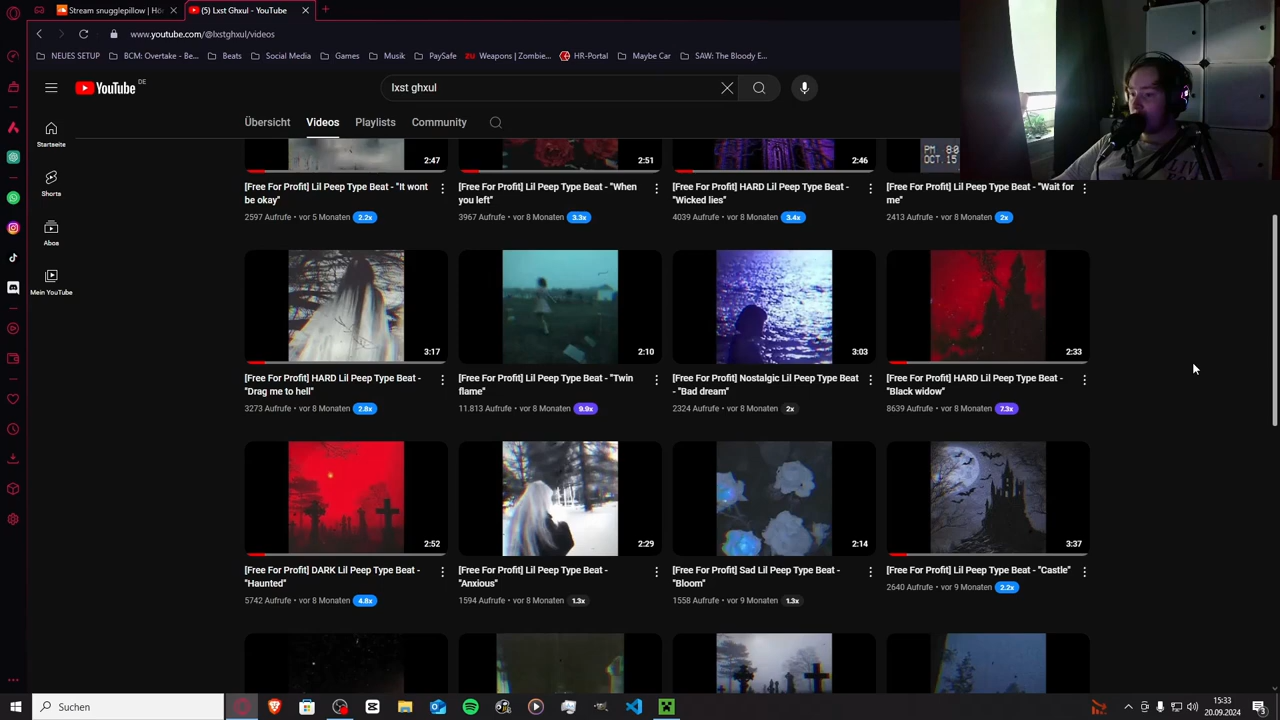 Stream snugglepillow | Hör
(5) Lxst Ghxul - YouTube
www.youtube.com/@lxstghxul/videos
NEUES SETUP
BCM: Overtake - Be...
Beats
Social Media
Games
Musik
PaySafe
Weapons | Zombie...
HR-Portal
Maybe Car
SAW: The Bloody E...
YouTube DE
lxst ghxul
Übersicht
Videos
Playlists
Community
Startseite
Shorts
Abos
Mein YouTube
2:47
2:51
2:46
PM 8:0
OCT.15
[Free For Profit] Lil Peep Type Beat - "It wont
be okay"
2597 Aufrufe • vor 5 Monaten 2.2x
[Free For Profit] Lil Peep Type Beat - "When
you left"
3967 Aufrufe • vor 8 Monaten 3.3x
[Free For Profit] HARD Lil Peep Type Beat -
"Wicked lies"
4039 Aufrufe • vor 8 Monaten 3.4x
[Free For Profit] Lil Peep Type Beat - "Wait for
me"
2413 Aufrufe • vor 8 Monaten 2x
3:17
2:10
3:03
2:33
[Free For Profit] HARD Lil Peep Type Beat -
"Drag me to hell"
3273 Aufrufe • vor 8 Monaten 2.8x
[Free For Profit] Lil Peep Type Beat - "Twin
flame"
11.813 Aufrufe • vor 8 Monaten 9.9x
[Free For Profit] Nostalgic Lil Peep Type Beat
- "Bad dream"
2324 Aufrufe • vor 8 Monaten 2x
[Free For Profit] HARD Lil Peep Type Beat -
"Black widow"
8639 Aufrufe • vor 8 Monaten 7.3x
2:52
2:29
2:14
3:37
[Free For Profit] DARK Lil Peep Type Beat -
"Haunted"
5742 Aufrufe • vor 8 Monaten 4.8x
[Free For Profit] Lil Peep Type Beat -
"Anxious"
1594 Aufrufe • vor 8 Monaten 1.3x
[Free For Profit] Sad Lil Peep Type Beat -
"Bloom"
1558 Aufrufe • vor 9 Monaten 1.3x
[Free For Profit] Lil Peep Type Beat - "Castle"
2640 Aufrufe • vor 9 Monaten 2.2x
Suchen
15:33
20.09.2024